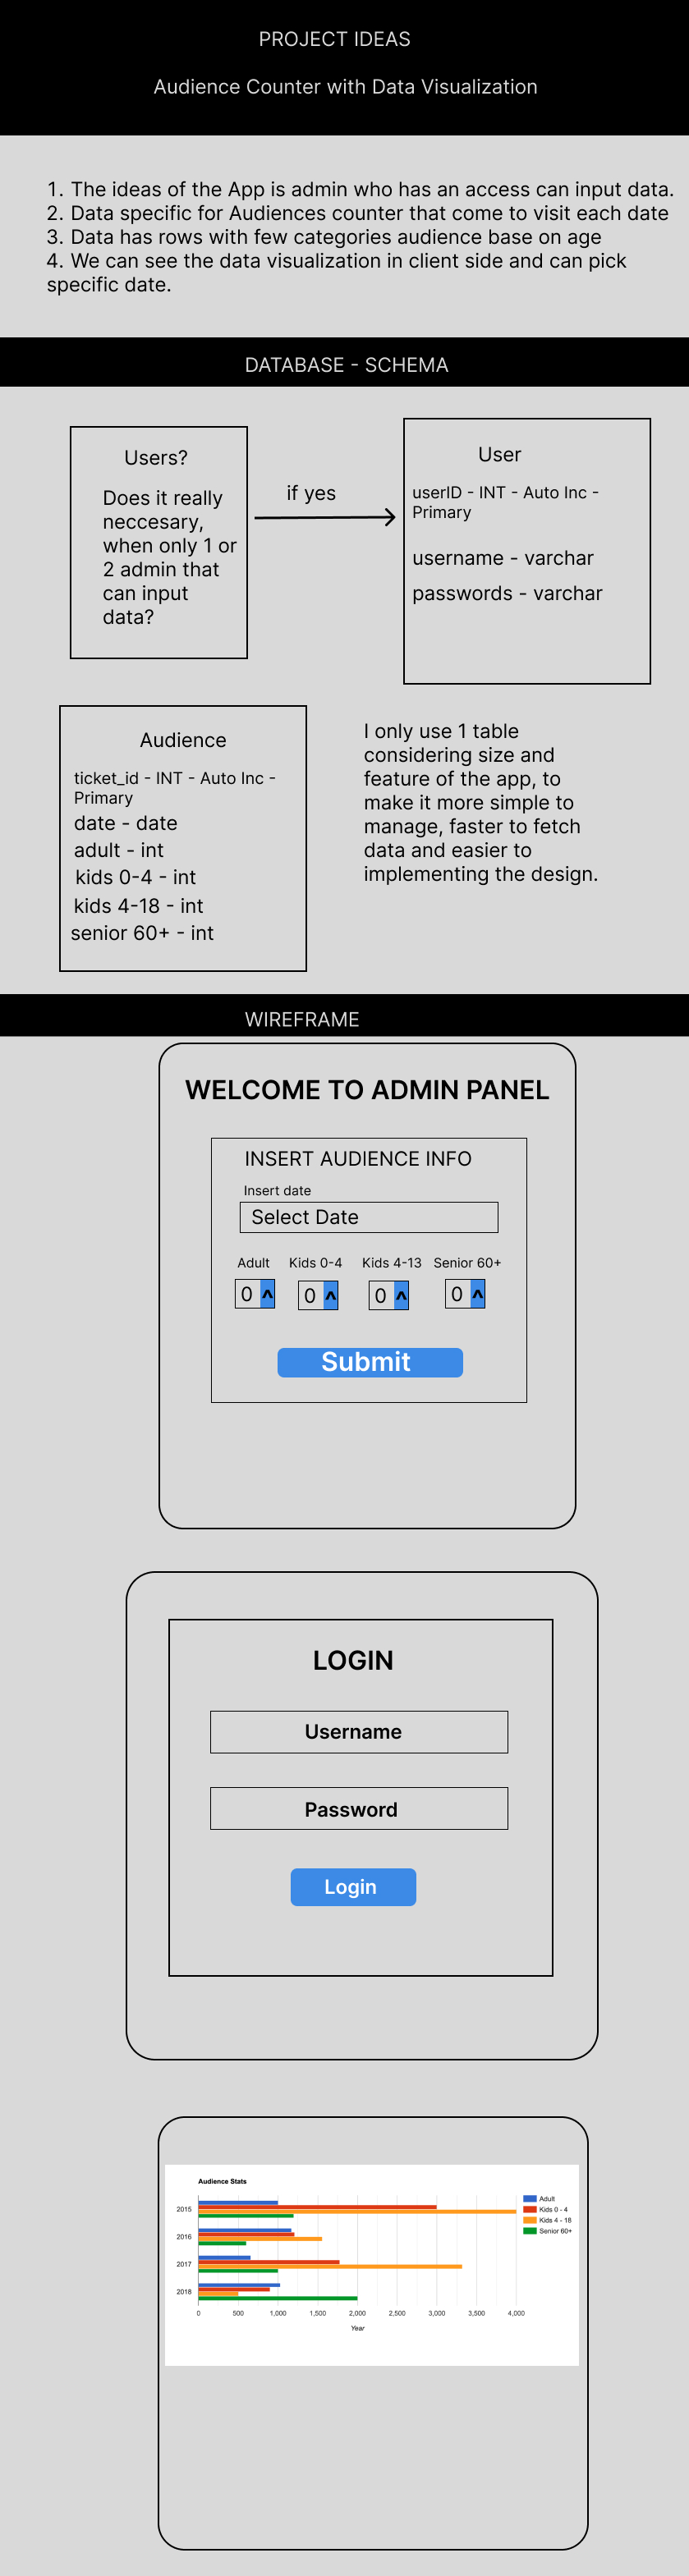 PROJECT IDEAS
Audience Counter with Data Visualization
1. The ideas of the App is admin who has an access can input data.
2. Data specific for Audiences counter that come to visit each date
3. Data has rows with few categories audience base on age
4. We can see the data visualization in client side and can pick
specific date.
DATABASE - SCHEMA
Users?
Does it really
neccesary,
when only 1 or
2 admin that
can input
data?
if yes
User
userID - INT - Auto Inc -
Primary
username - varchar
passwords - varchar
Audience
ticket_id - INT - Auto Inc -
Primary
date - date
adult - int
kids 0-4 - int
kids 4-18 - int
senior 60+ - int
I only use 1 table
considering size and
feature of the app, to
make it more simple to
manage, faster to fetch
data and easier to
implementing the design.
WIREFRAME
WELCOME TO ADMIN PANEL
INSERT AUDIENCE INFO
Insert date
Select Date
Adult Kids 0-4 Kids 4-13 Senior 60+
0 ^ 0 ^ 0 ^ 0 ^
Submit
LOGIN
Username
Password
Login
Audience Stats
2015
2016
2017
2018
0 500 1,000 1,500 2,000 2,500 3,000 3,500 4,000
Year
Adult
Kids 0 - 4
Kids 4 - 18
Senior 60+